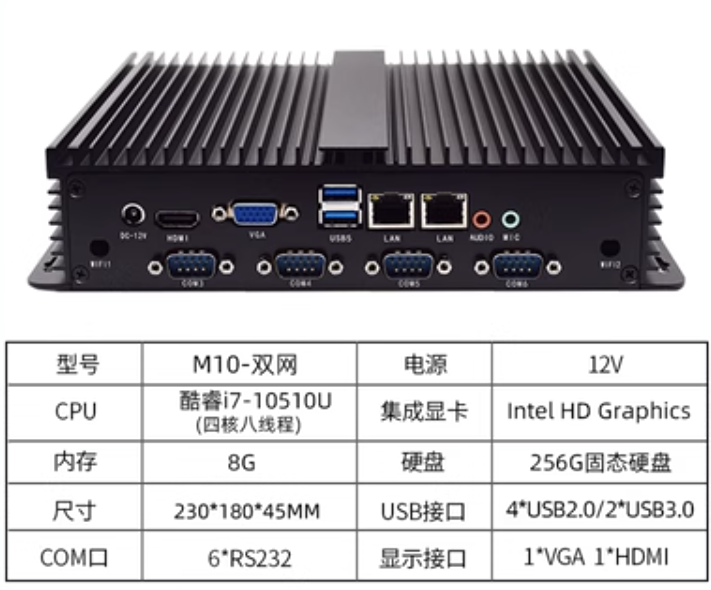 DC-12V
HDMI
VGA
USB5
LAN
LAN
AUDIO
MIC
WiFi1
COM3
COM4
COM5
COM6
WiFi2
型号 M10-双网 电源 12V
CPU 酷睿i7-10510U 集成显卡 Intel HD Graphics
(四核八线程)
内存 8G 硬盘 256G固态硬盘
尺寸 230*180*45MM USB接口 4*USB2.0/2*USB3.0
COM口 6*RS232 显示接口 1*VGA 1*HDMI